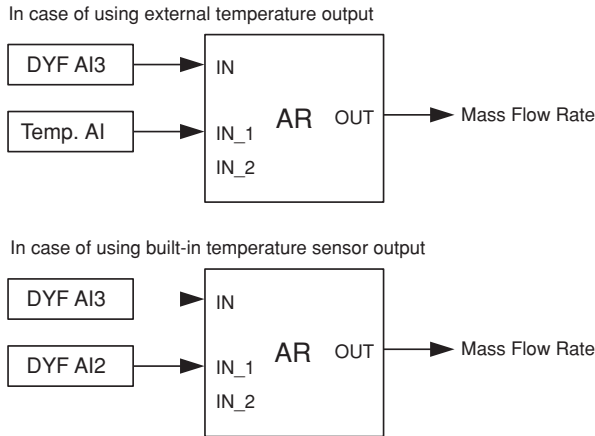 In case of using external temperature output
DYF AI3
IN
Temp. AI
IN_1
AR
OUT
Mass Flow Rate
IN_2
In case of using built-in temperature sensor output
DYF AI3
IN
DYF AI2
IN_1
AR
OUT
Mass Flow Rate
IN_2